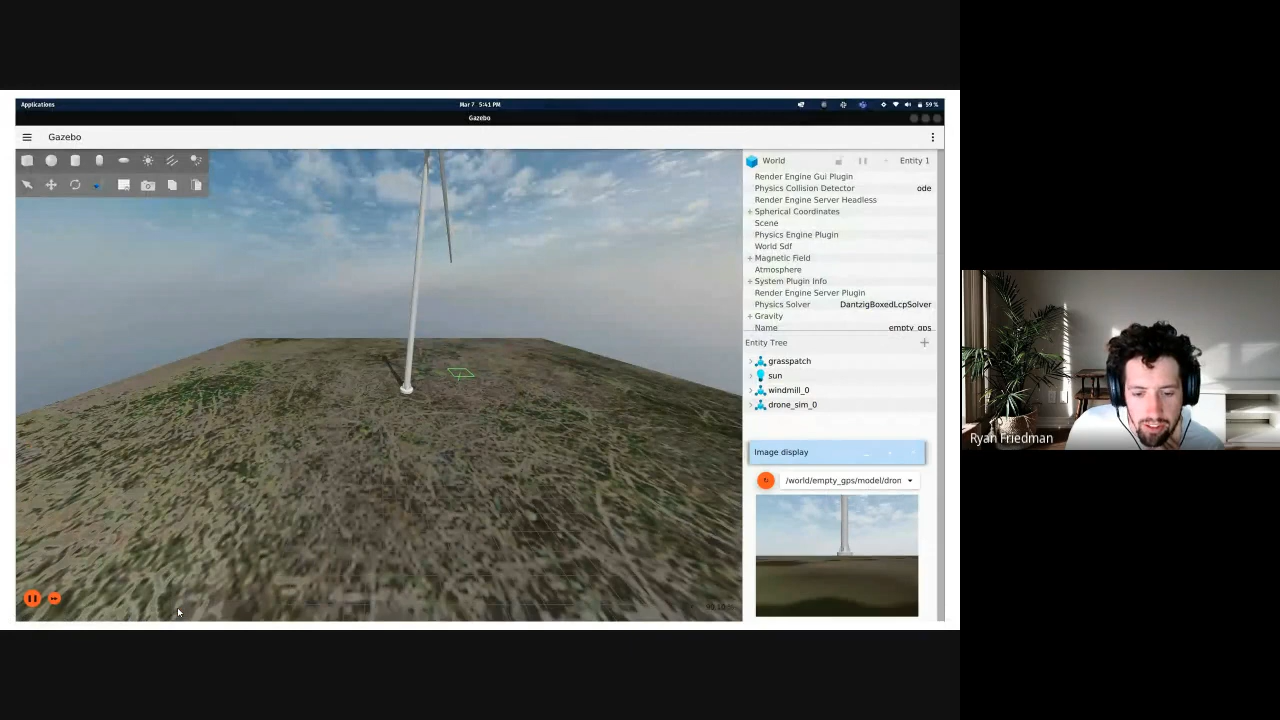 Applications
Mar 7 5:41 PM
59 %
Gazebo
Gazebo
World
Entity 1
Render Engine Gui Plugin
Physics Collision Detector ode
Render Engine Server Headless
Spherical Coordinates
Scene
Physics Engine Plugin
World Sdf
Magnetic Field
Atmosphere
System Plugin Info
Render Engine Server Plugin
Physics Solver DantzigBoxedLcpSolver
Gravity
Name empty_gps
Entity Tree
grasspatch
sun
windmill_0
drone_sim_0
Image display
/world/empty_gps/model/dron
Ryan Friedman